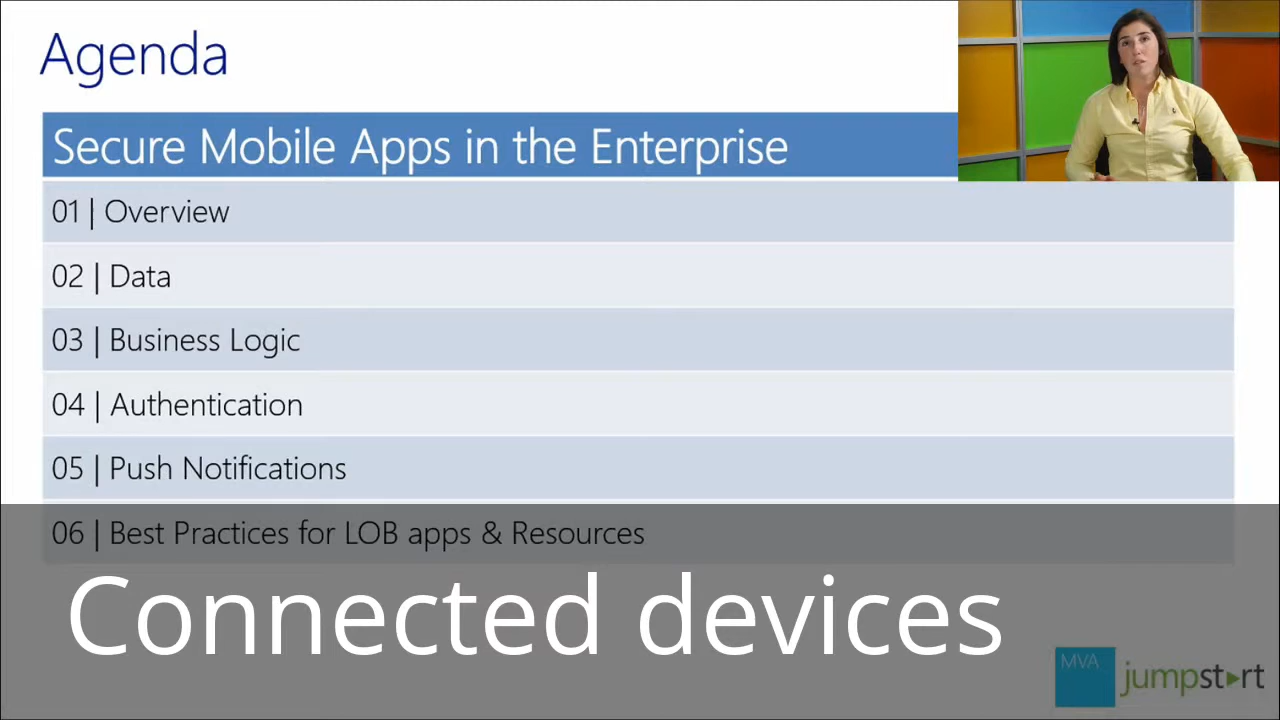 Agenda
Secure Mobile Apps in the Enterprise
01 | Overview
02 | Data
03 | Business Logic
04 | Authentication
05 | Push Notifications
06 | Best Practices for LOB apps & Resources
Connected devices
MVA
jumpstart